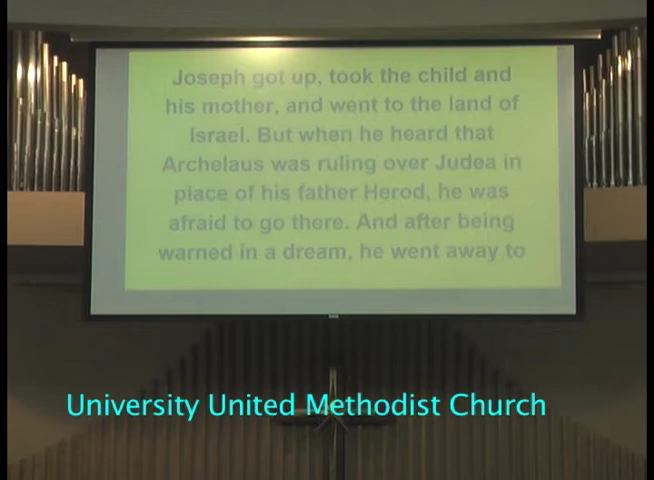 Joseph got up, took the child and
his mother, and went to the land of
Israel. But when he heard that
Archelaus was ruling over Judea in
place of his father Herod, he was
afraid to go there. And after being
warned in a dream, he went away to
University United Methodist Church